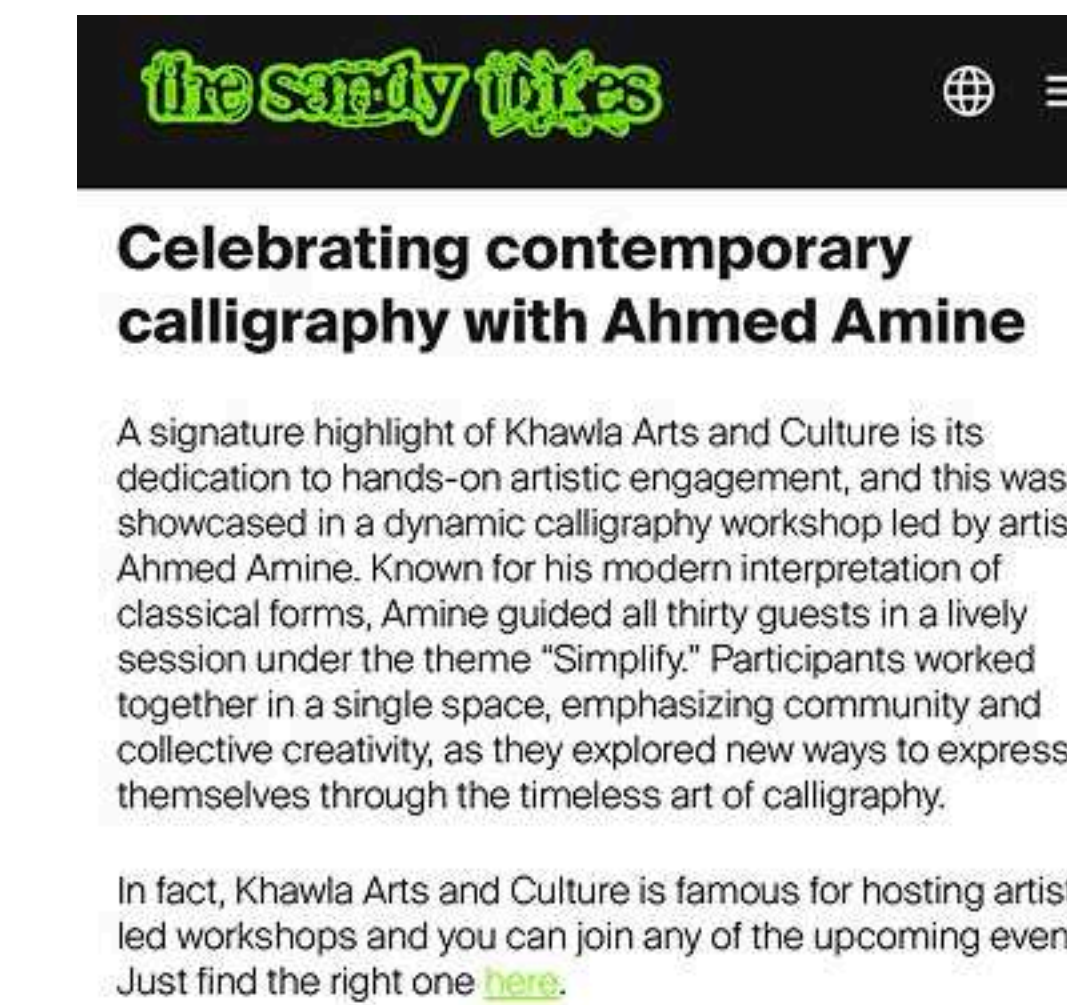 the sandy times
Celebrating contemporary
calligraphy with Ahmed Amine
A signature highlight of Khawla Arts and Culture is its
dedication to hands-on artistic engagement, and this was
showcased in a dynamic calligraphy workshop led by artis
Ahmed Amine. Known for his modern interpretation of
classical forms, Amine guided all thirty guests in a lively
session under the theme “Simplify.” Participants worked
together in a single space, emphasizing community and
collective creativity, as they explored new ways to express
themselves through the timeless art of calligraphy.
In fact, Khawla Arts and Culture is famous for hosting artist
led workshops and you can join any of the upcoming even
Just find the right one here.